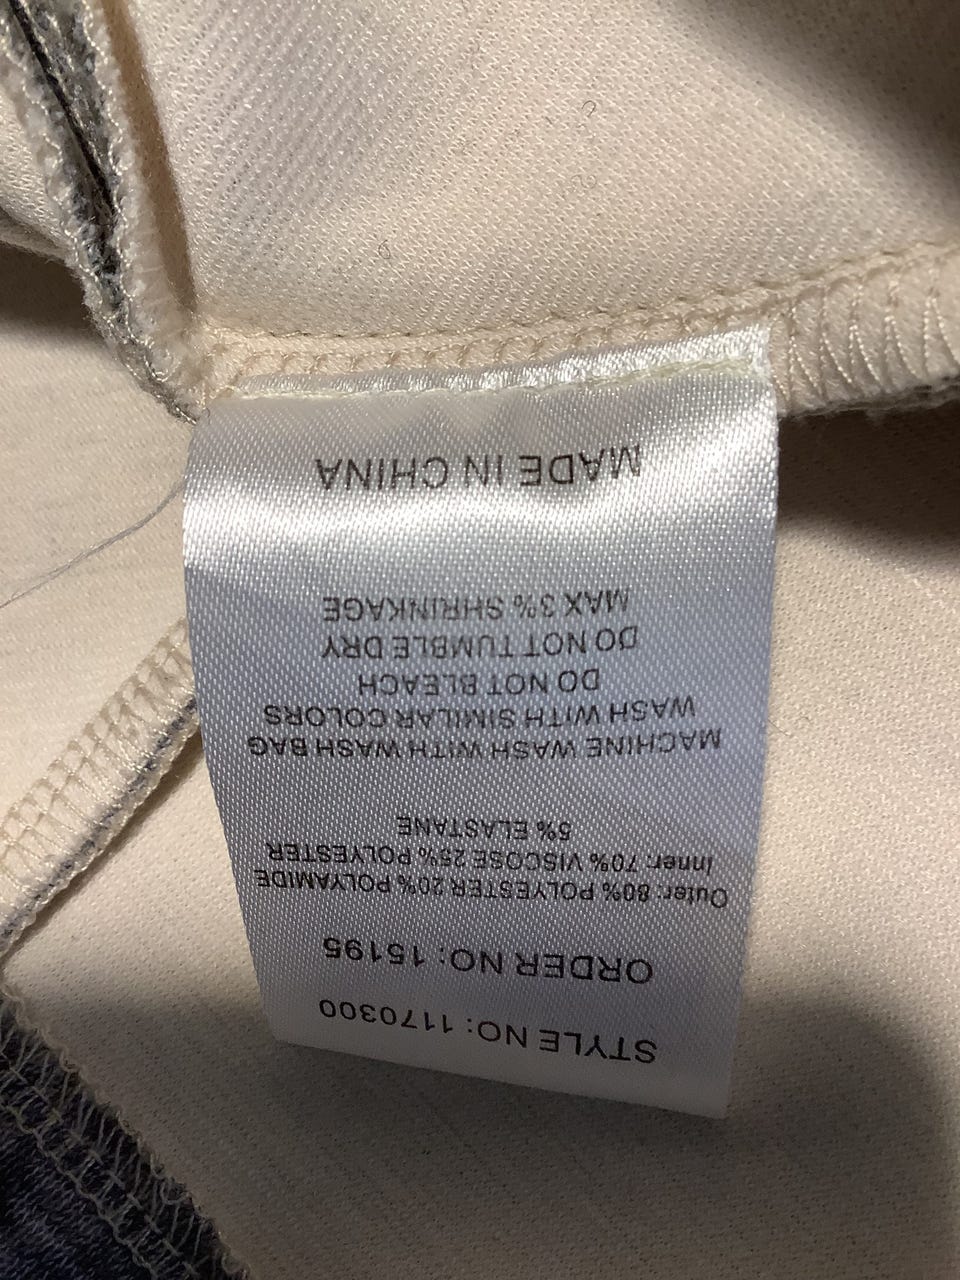 STYLE NO: 1170300
ORDER NO: 15195
Outer: 80% POLYESTER 20% POLYAMIDE
Inner: 70% VISCOSE 25% POLYESTER
5% ELASTANE
MACHINE WASH WITH WASH BAG
WASH WITH SIMILAR COLORS
DO NOT BLEACH
DO NOT TUMBLE DRY
MAX 3% SHRINKAGE
MADE IN CHINA